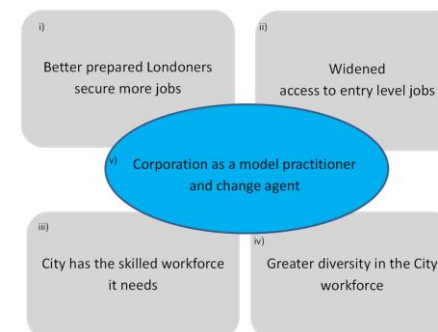 i)
Better prepared Londoners
secure more jobs
ii)
Widened
access to entry level jobs
v)
Corporation as a model practitioner
and change agent
iii)
City has the skilled workforce
it needs
iv)
Greater diversity in the City
workforce